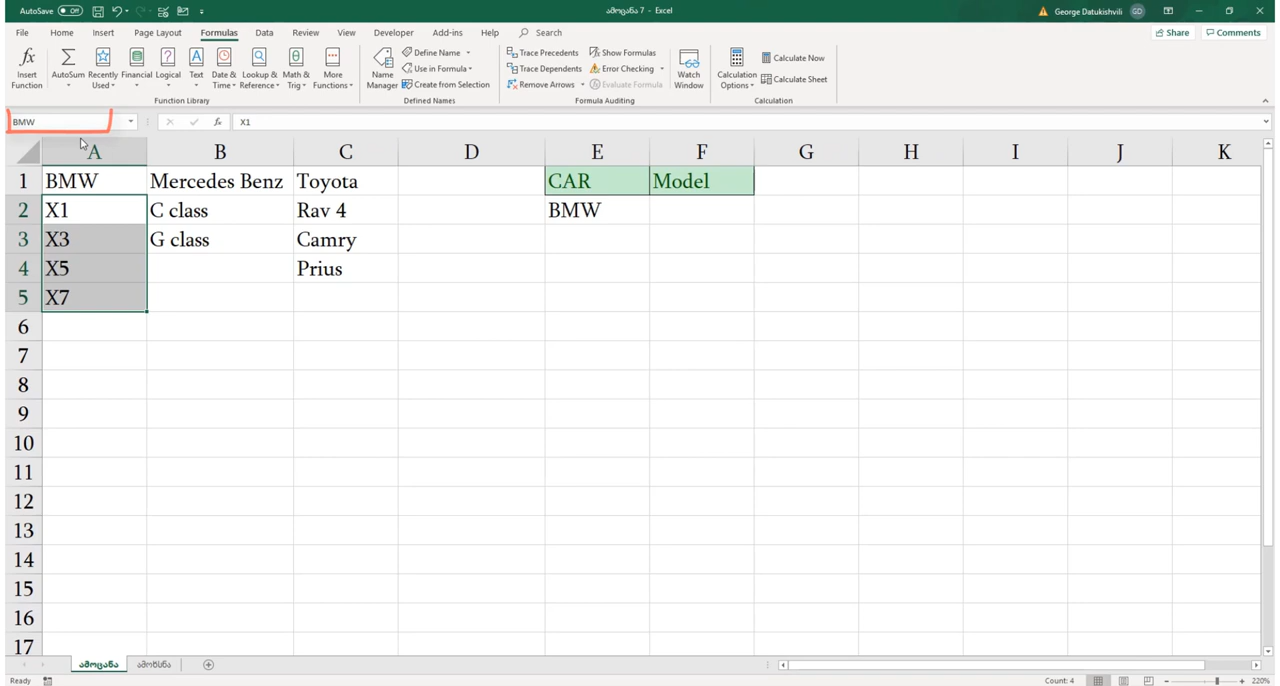 AutoSave Off ამოცანა 7 - Excel George Datukishvili GD
File Home Insert Page Layout Formulas Data Review View Developer Add-ins Help Search Share Comments
Insert Function
AutoSum
Recently Used
Financial
Logical
Text
Date & Time
Lookup & Reference
Math & Trig
More Functions
Function Library
Name Manager
Define Name
Use in Formula
Create from Selection
Defined Names
Trace Precedents
Trace Dependents
Remove Arrows
Show Formulas
Error Checking
Evaluate Formula
Formula Auditing
Watch Window
Calculation Options
Calculate Now
Calculate Sheet
Calculation
BMW fx X1
A B C D E F G H I J K
1 BMW Mercedes Benz Toyota CAR Model
2 X1 C class Rav 4 BMW
3 X3 G class Camry
4 X5 Prius
5 X7
6
7
8
9
10
11
12
13
14
15
16
17
ამოცანა ამოხსნა
Ready Count: 4 220%